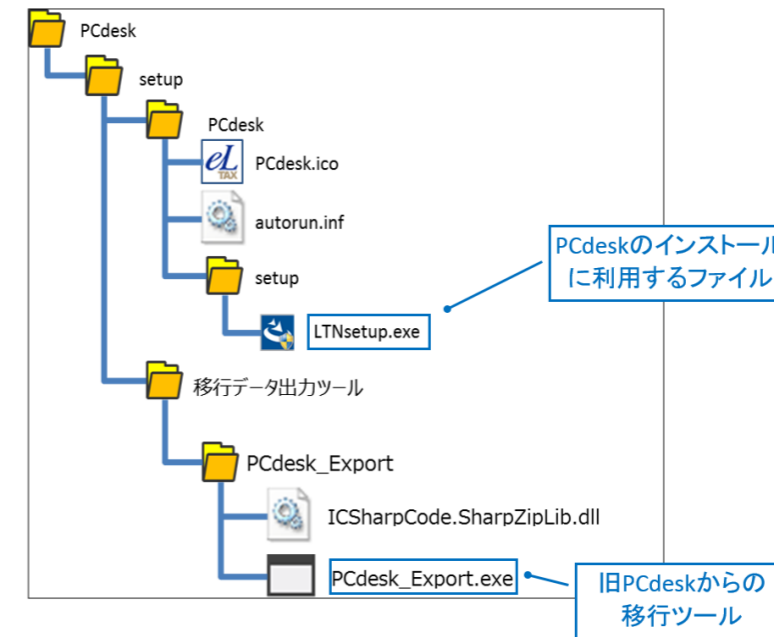 PCdesk
setup
PCdesk
eL
TAX
PCdesk.ico
autorun.inf
PCdeskのインストール
に利用するファイル
setup
LTNsetup.exe
移行データ出力ツール
PCdesk_Export
ICSharpCode.SharpZipLib.dll
PCdesk_Export.exe
旧PCdeskからの
移行ツール